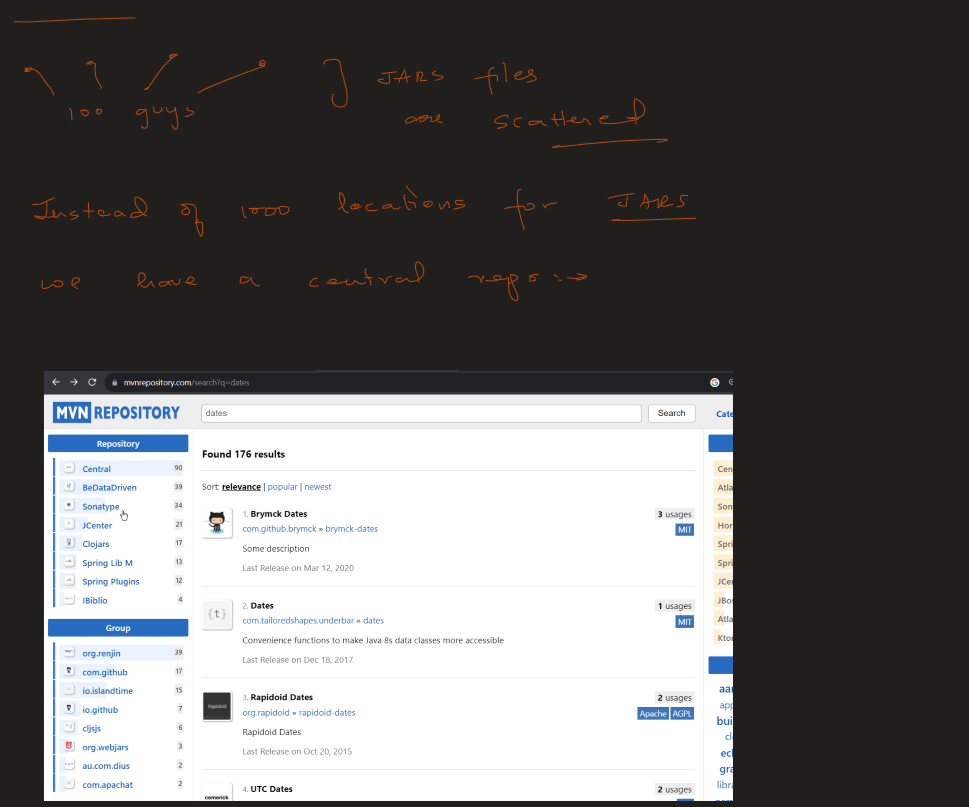 JARS files
100 guys
are scattered
Instead of 1000 locations for JARS
we have a central repo :→
mvnrepository.com/search?q=dates
MVN REPOSITORY
dates
Search
Cate
Repository
Central 90
BeDataDriven 39
Sonatype 34
JCenter 21
Clojars 17
Spring Lib M 13
Spring Plugins 12
IBiblio 4
Group
org.renjin 39
com.github 17
io.islandtime 15
io.github 7
cljsjs 6
org.webjars 3
au.com.dius 2
com.apachat 2
Found 176 results
Sort: relevance | popular | newest
1. Brymck Dates
3 usages
com.github.brymck » brymck-dates
MIT
Some description
Last Release on Mar 12, 2020
{t}
2. Dates
1 usages
com.tailoredshapes.underbar » dates
MIT
Convenience functions to make Java 8s data classes more accessible
Last Release on Dec 18, 2017
Rapidoid
3. Rapidoid Dates
2 usages
org.rapidoid » rapidoid-dates
Apache AGPL
Rapidoid Dates
Last Release on Oct 20, 2015
cemerick
4. UTC Dates
2 usages
Cen
Atla
Son
Hor
Spri
Spri
JCe
JBo
Atla
Kto
aa
app
bui
cl
ecl
gra
libra